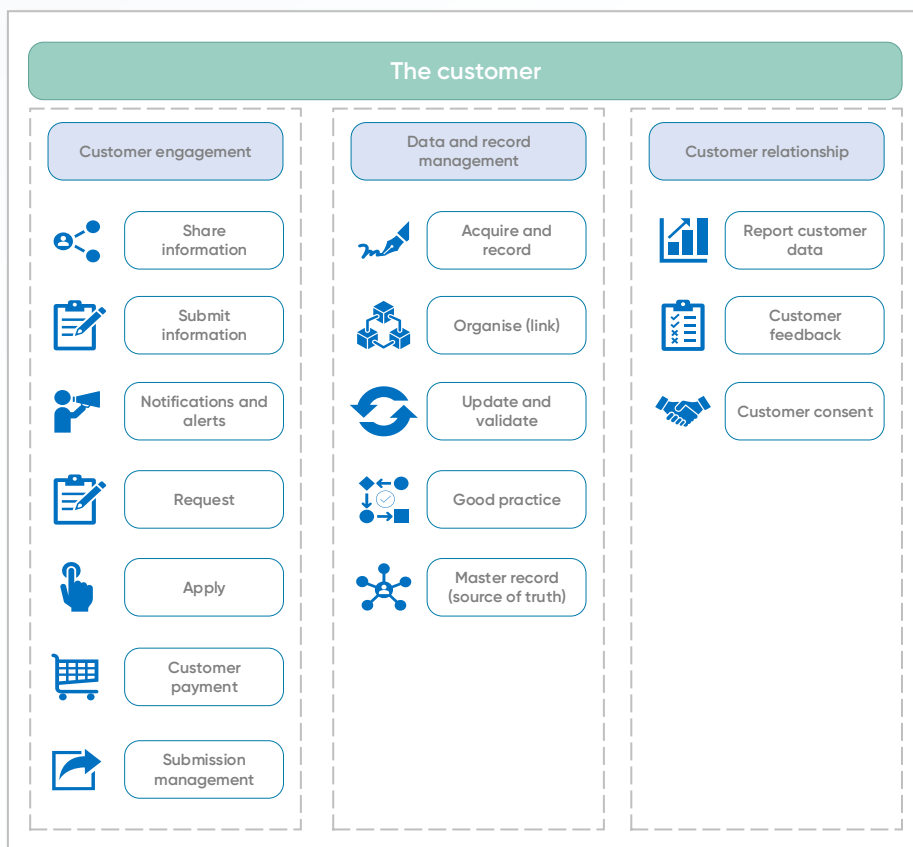 The customer
Customer engagement
Share
information
Submit
information
Notifications and
alerts
Request
Apply
Customer
payment
Submission
management
Data and record
management
Acquire and
record
Organise (link)
Update and
validate
Good practice
Master record
(source of truth)
Customer relationship
Report customer
data
Customer
feedback
Customer consent